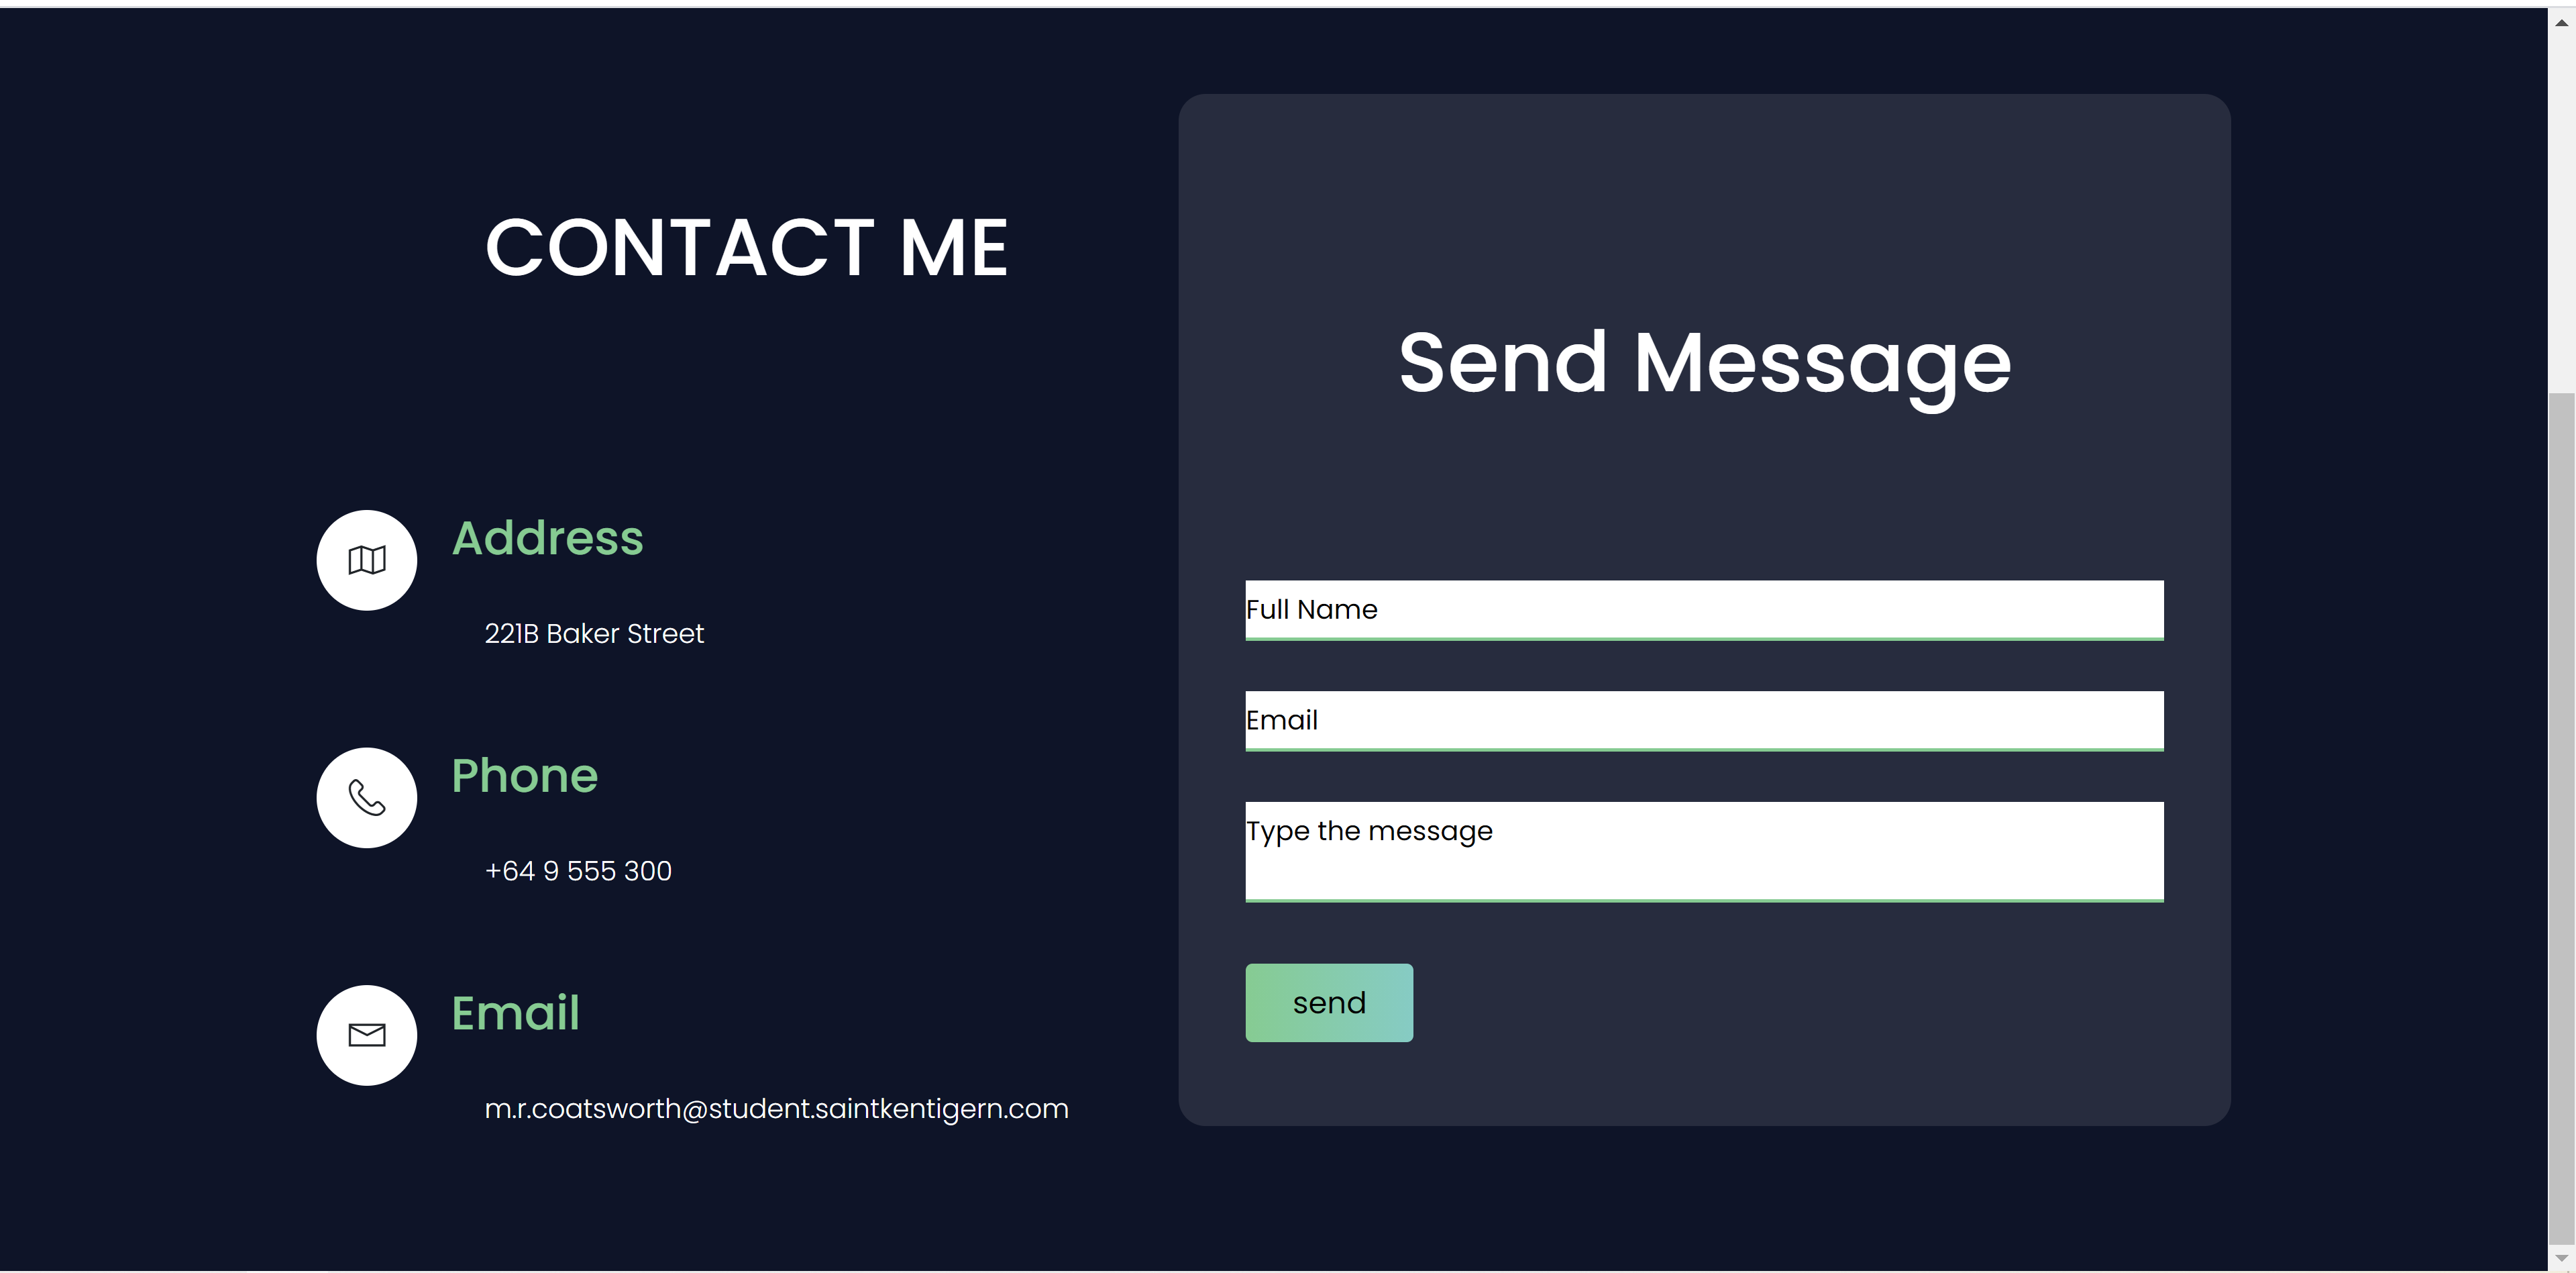 CONTACT ME
Address
221B Baker Street
Phone
+64 9 555 300
Email
m.r.coatsworth@student.saintkentigern.com
Send Message
Full Name
Email
Type the message
send